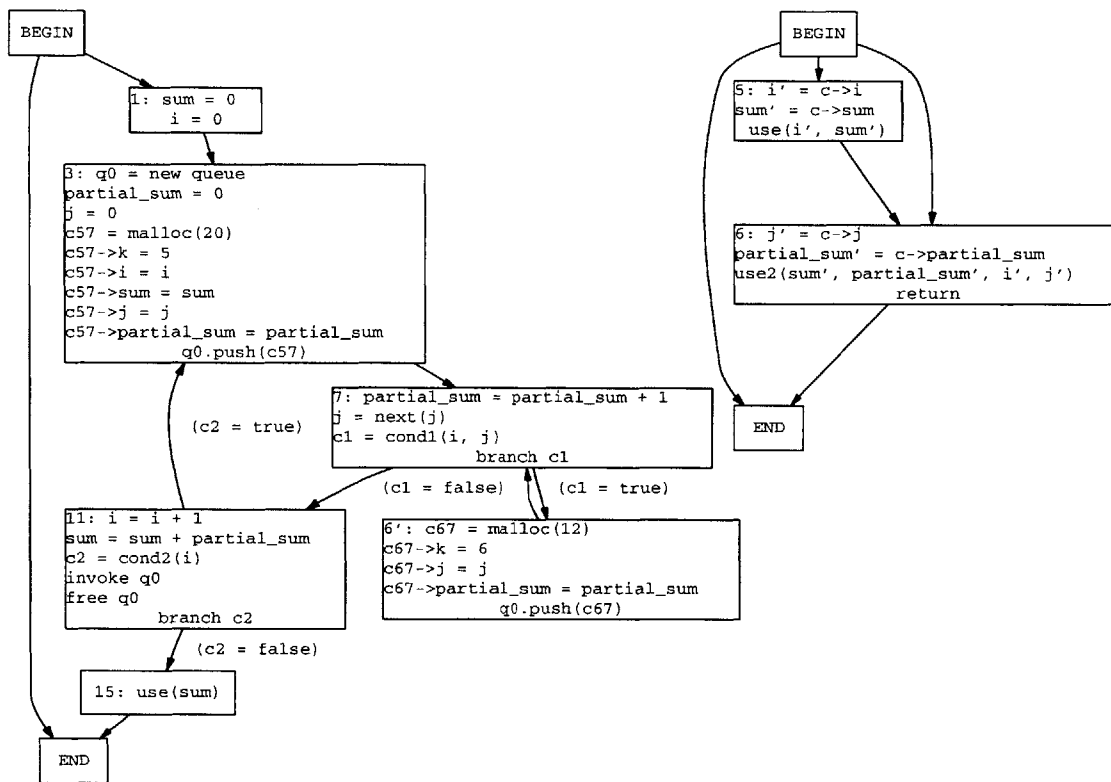 BEGIN
1: sum = 0
i = 0
3: q0 = new queue
partial_sum = 0
j = 0
c57 = malloc(20)
c57->k = 5
c57->i = i
c57->sum = sum
c57->j = j
c57->partial_sum = partial_sum
q0.push(c57)
(c2 = true)
7: partial_sum = partial_sum + 1
j = next(j)
c1 = cond1(i, j)
branch c1
(c1 = false)
(c1 = true)
11: i = i + 1
sum = sum + partial_sum
c2 = cond2(i)
invoke q0
free q0
branch c2
6': c67 = malloc(12)
c67->k = 6
c67->j = j
c67->partial_sum = partial_sum
q0.push(c67)
(c2 = false)
15: use(sum)
END
BEGIN
5: i' = c->i
sum' = c->sum
use(i', sum')
6: j' = c->j
partial_sum' = c->partial_sum
use2(sum', partial_sum', i', j')
return
END